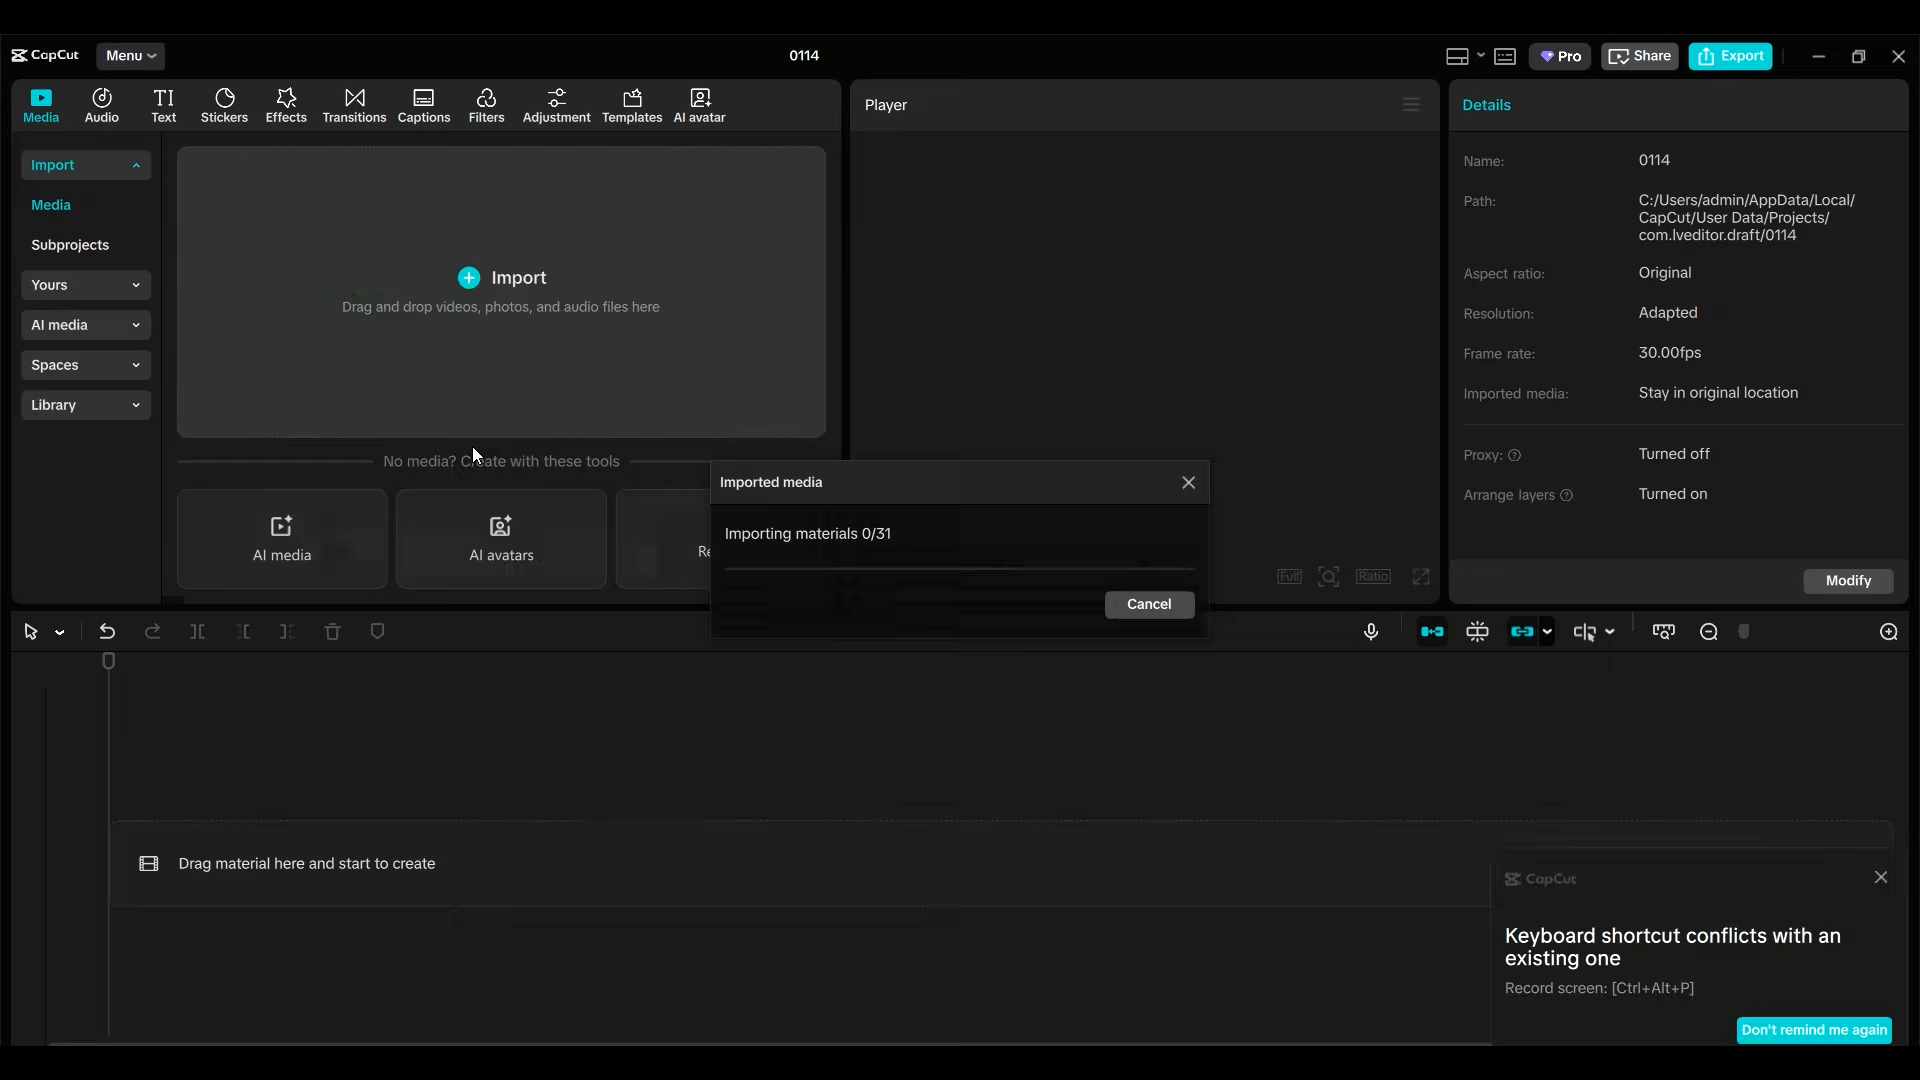 CapCut
Menu
0114
Pro
Share
Export
Media
Audio
Text
Stickers
Effects
Transitions
Captions
Filters
Adjustment
Templates
AI avatar
Player
Details
Import
Media
Subprojects
Yours
AI media
Spaces
Library
Import
Drag and drop videos, photos, and audio files here
No media? Create with these tools
AI media
AI avatars
Re
Imported media
Importing materials 0/31
Cancel
Full
Ratio
Name:
0114
Path:
C:/Users/admin/AppData/Local/
CapCut/User Data/Projects/
com.lveditor.draft/0114
Aspect ratio:
Original
Resolution:
Adapted
Frame rate:
30.00fps
Imported media:
Stay in original location
Proxy:
Turned off
Arrange layers
Turned on
Modify
Drag material here and start to create
CapCut
Keyboard shortcut conflicts with an
existing one
Record screen: [Ctrl+Alt+P]
Don't remind me again